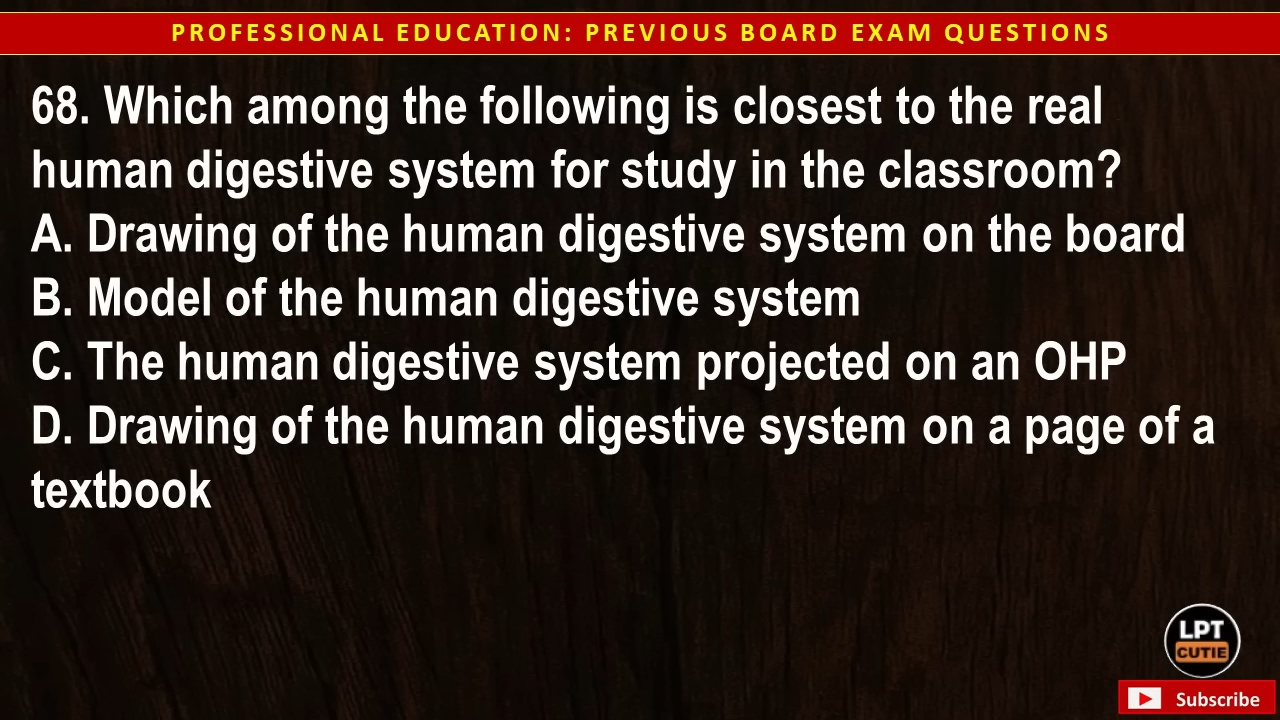 PROFESSIONAL EDUCATION: PREVIOUS BOARD EXAM QUESTIONS
68. Which among the following is closest to the real
human digestive system for study in the classroom?
A. Drawing of the human digestive system on the board
B. Model of the human digestive system
C. The human digestive system projected on an OHP
D. Drawing of the human digestive system on a page of a
textbook
LPT
CUTIE
Subscribe